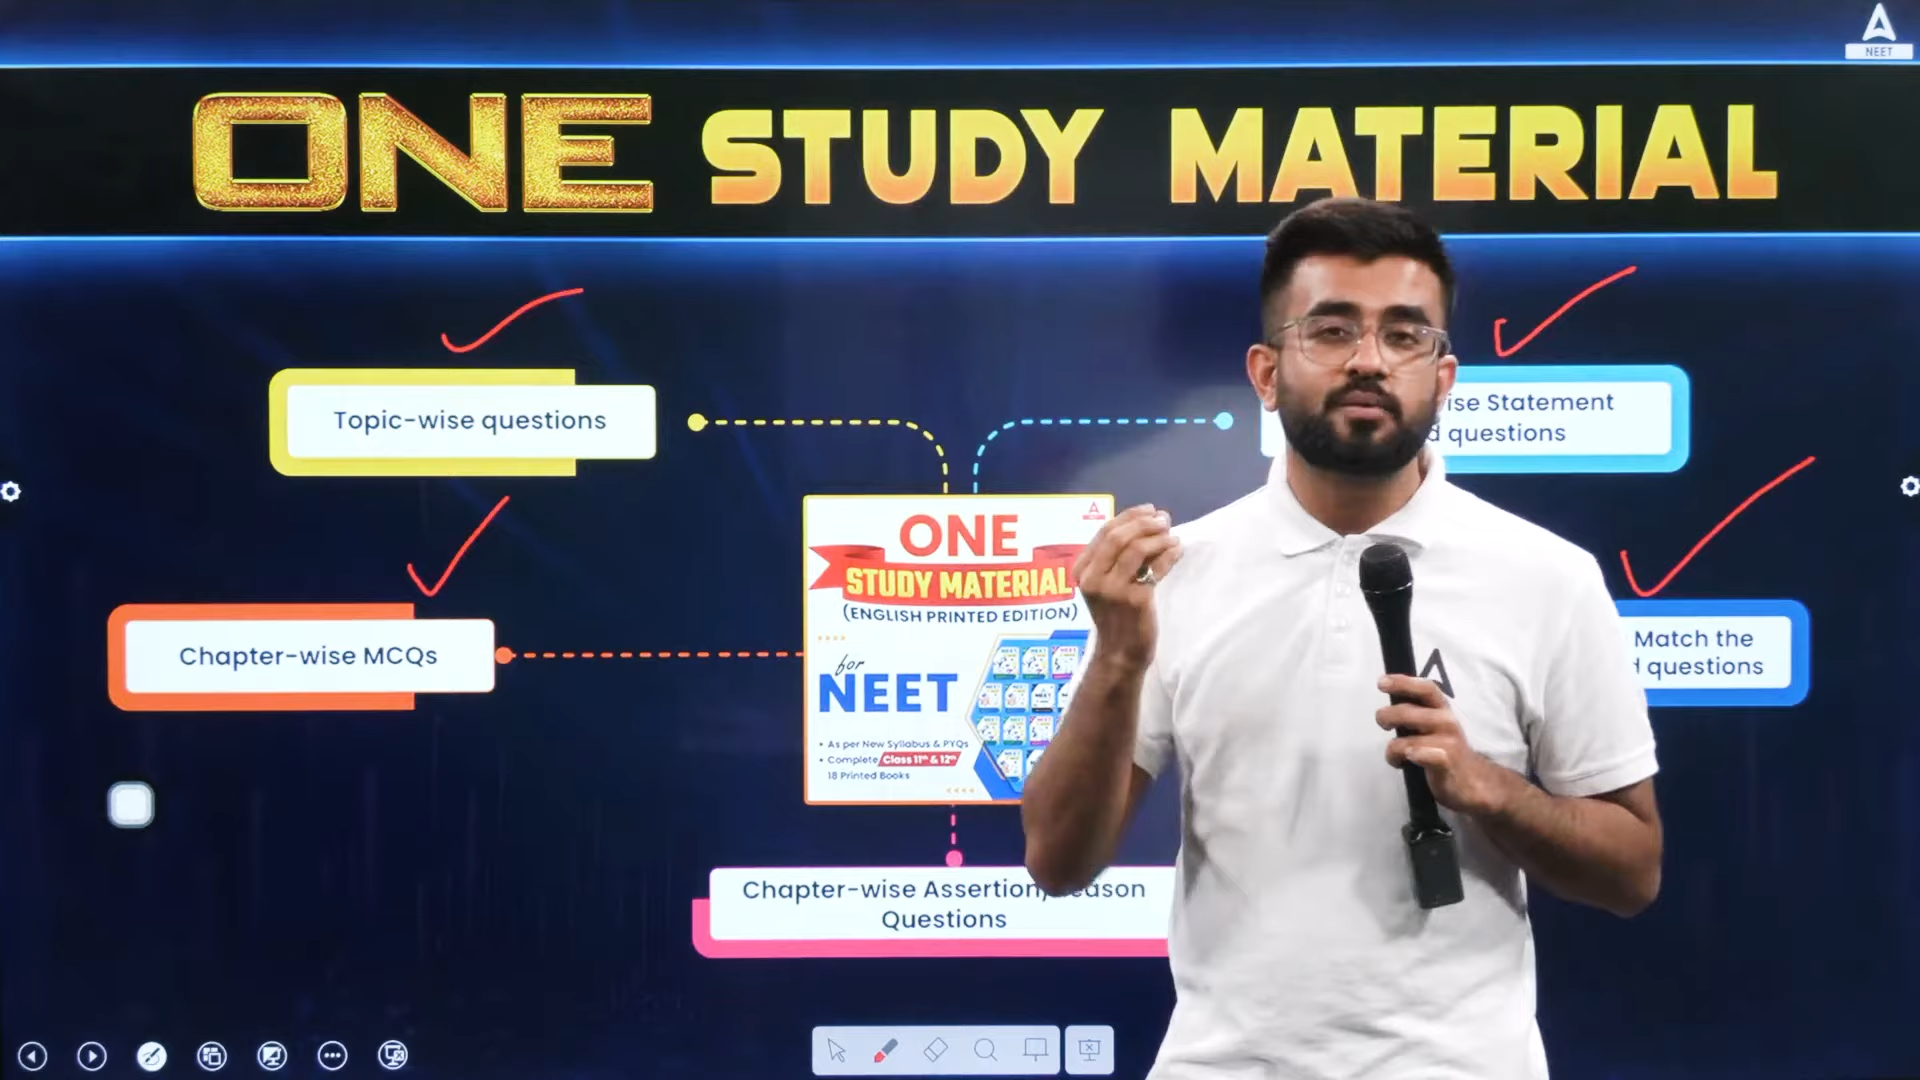 NEET
ONE STUDY MATERIAL
Topic-wise questions
Statement
questions
Chapter-wise MCQs
ONE
STUDY MATERIAL
(ENGLISH PRINTED EDITION)
for
NEET
• As per New Syllabus & PYQs
• Complete Class 11th & 12th
18 Printed Books
Match the
questions
Chapter-wise Assertion
Questions